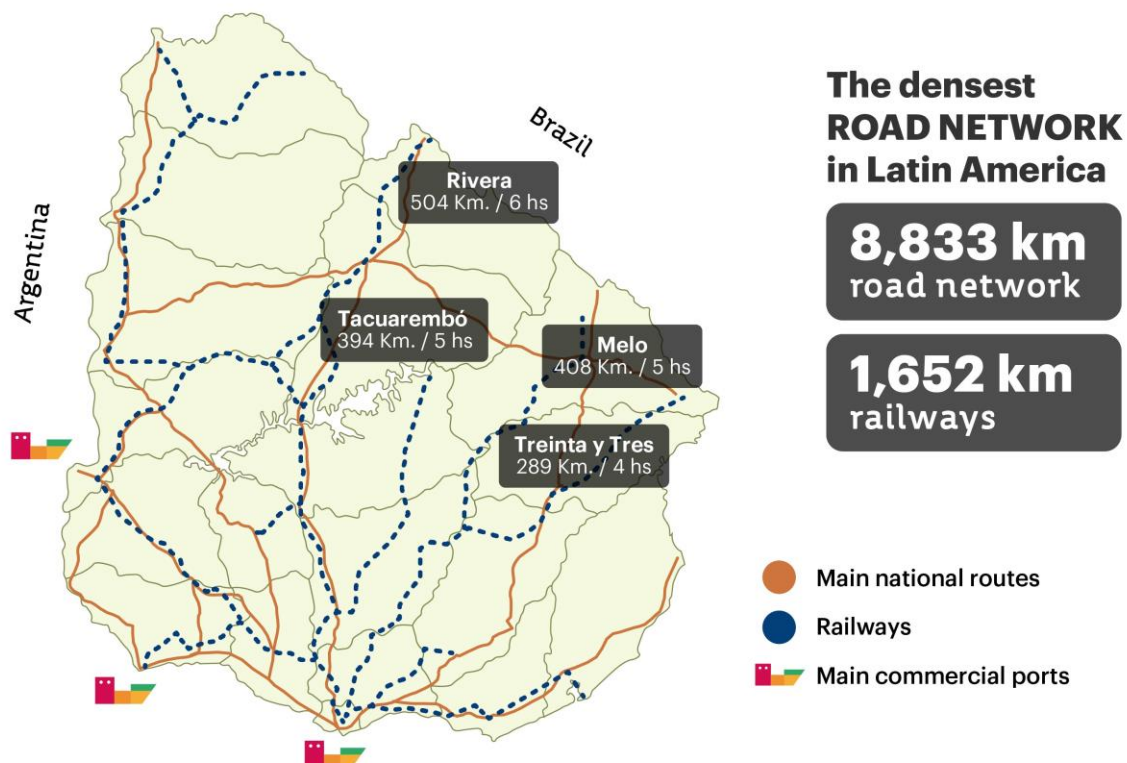 The densest
ROAD NETWORK
in Latin America
8,833 km
road network
1,652 km
railways
Brazil
Argentina
Rivera
504 Km. / 6 hs
Tacuarembó
394 Km. / 5 hs
Melo
408 Km. / 5 hs
Treinta y Tres
289 Km. / 4 hs
Main national routes
Railways
Main commercial ports